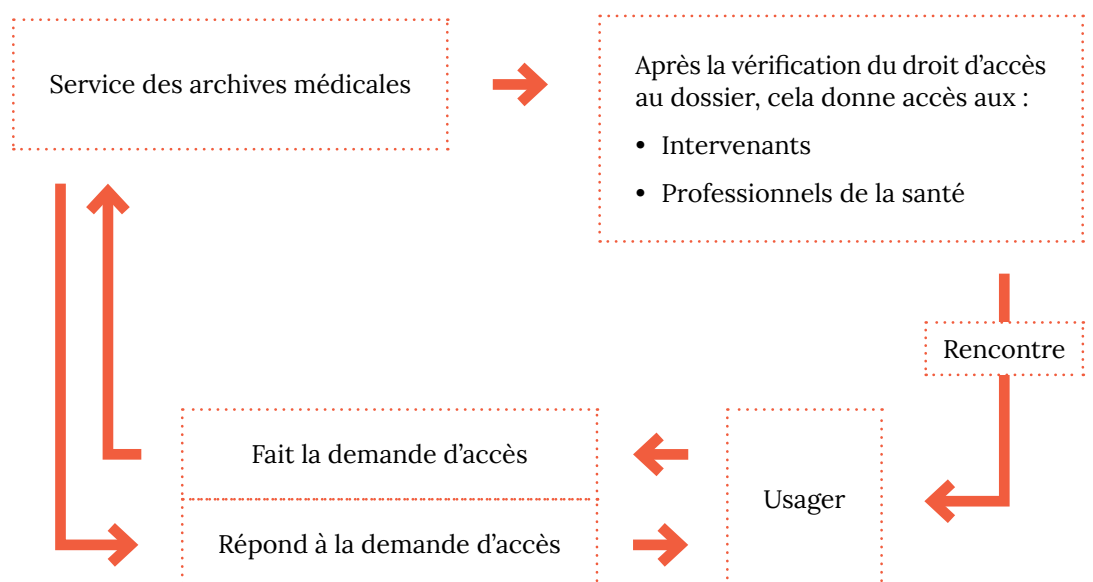 Service des archives médicales
Après la vérification du droit d’accès
au dossier, cela donne accès aux :
• Intervenants
• Professionnels de la santé
Rencontre
Fait la demande d’accès
Usager
Répond à la demande d’accès